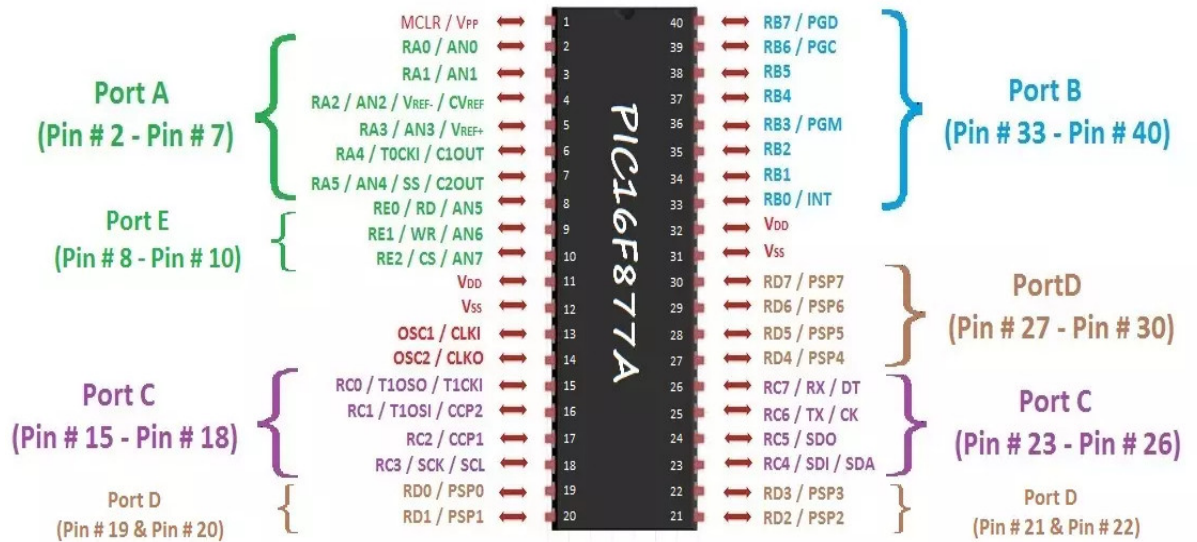 Port A
(Pin # 2 - Pin # 7)
Port E
(Pin # 8 - Pin # 10)
Port C
(Pin # 15 - Pin # 18)
Port D
(Pin # 19 & Pin # 20)
MCLR / VPP
RA0 / AN0
RA1 / AN1
RA2 / AN2 / VREF- / CVREF
RA3 / AN3 / VREF+
RA4 / T0CKI / C1OUT
RA5 / AN4 / SS / C2OUT
RE0 / RD / AN5
RE1 / WR / AN6
RE2 / CS / AN7
VDD
VSS
OSC1 / CLKI
OSC2 / CLKO
RC0 / T1OSO / T1CKI
RC1 / T1OSI / CCP2
RC2 / CCP1
RC3 / SCK / SCL
RD0 / PSP0
RD1 / PSP1
1
2
3
4
5
6
7
8
9
10
11
12
13
14
15
16
17
18
19
20
PIC16F877A
40
39
38
37
36
35
34
33
32
31
30
29
28
27
26
25
24
23
22
21
RB7 / PGD
RB6 / PGC
RB5
RB4
RB3 / PGM
RB2
RB1
RB0 / INT
VDD
VSS
RD7 / PSP7
RD6 / PSP6
RD5 / PSP5
RD4 / PSP4
RC7 / RX / DT
RC6 / TX / CK
RC5 / SDO
RC4 / SDI / SDA
RD3 / PSP3
RD2 / PSP2
Port B
(Pin # 33 - Pin # 40)
PortD
(Pin # 27 - Pin # 30)
Port C
(Pin # 23 - Pin # 26)
Port D
(Pin # 21 & Pin # 22)